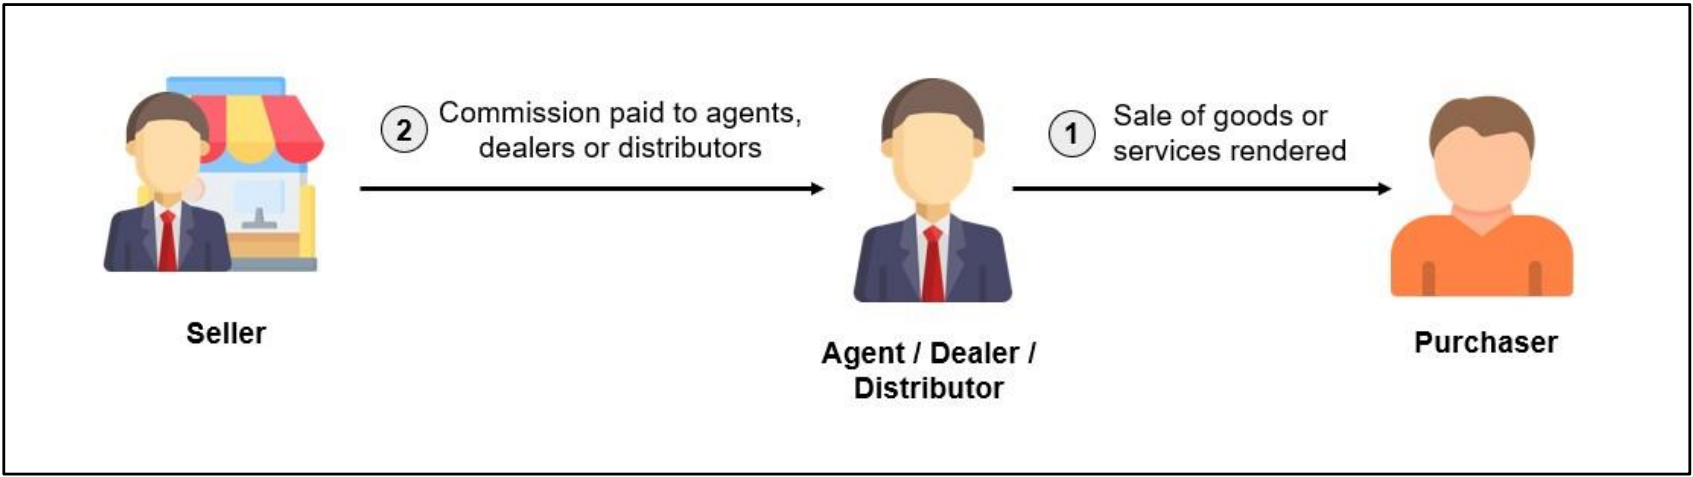 2
Commission paid to agents,
dealers or distributors
1
Sale of goods or
services rendered
Seller
Agent / Dealer /
Distributor
Purchaser